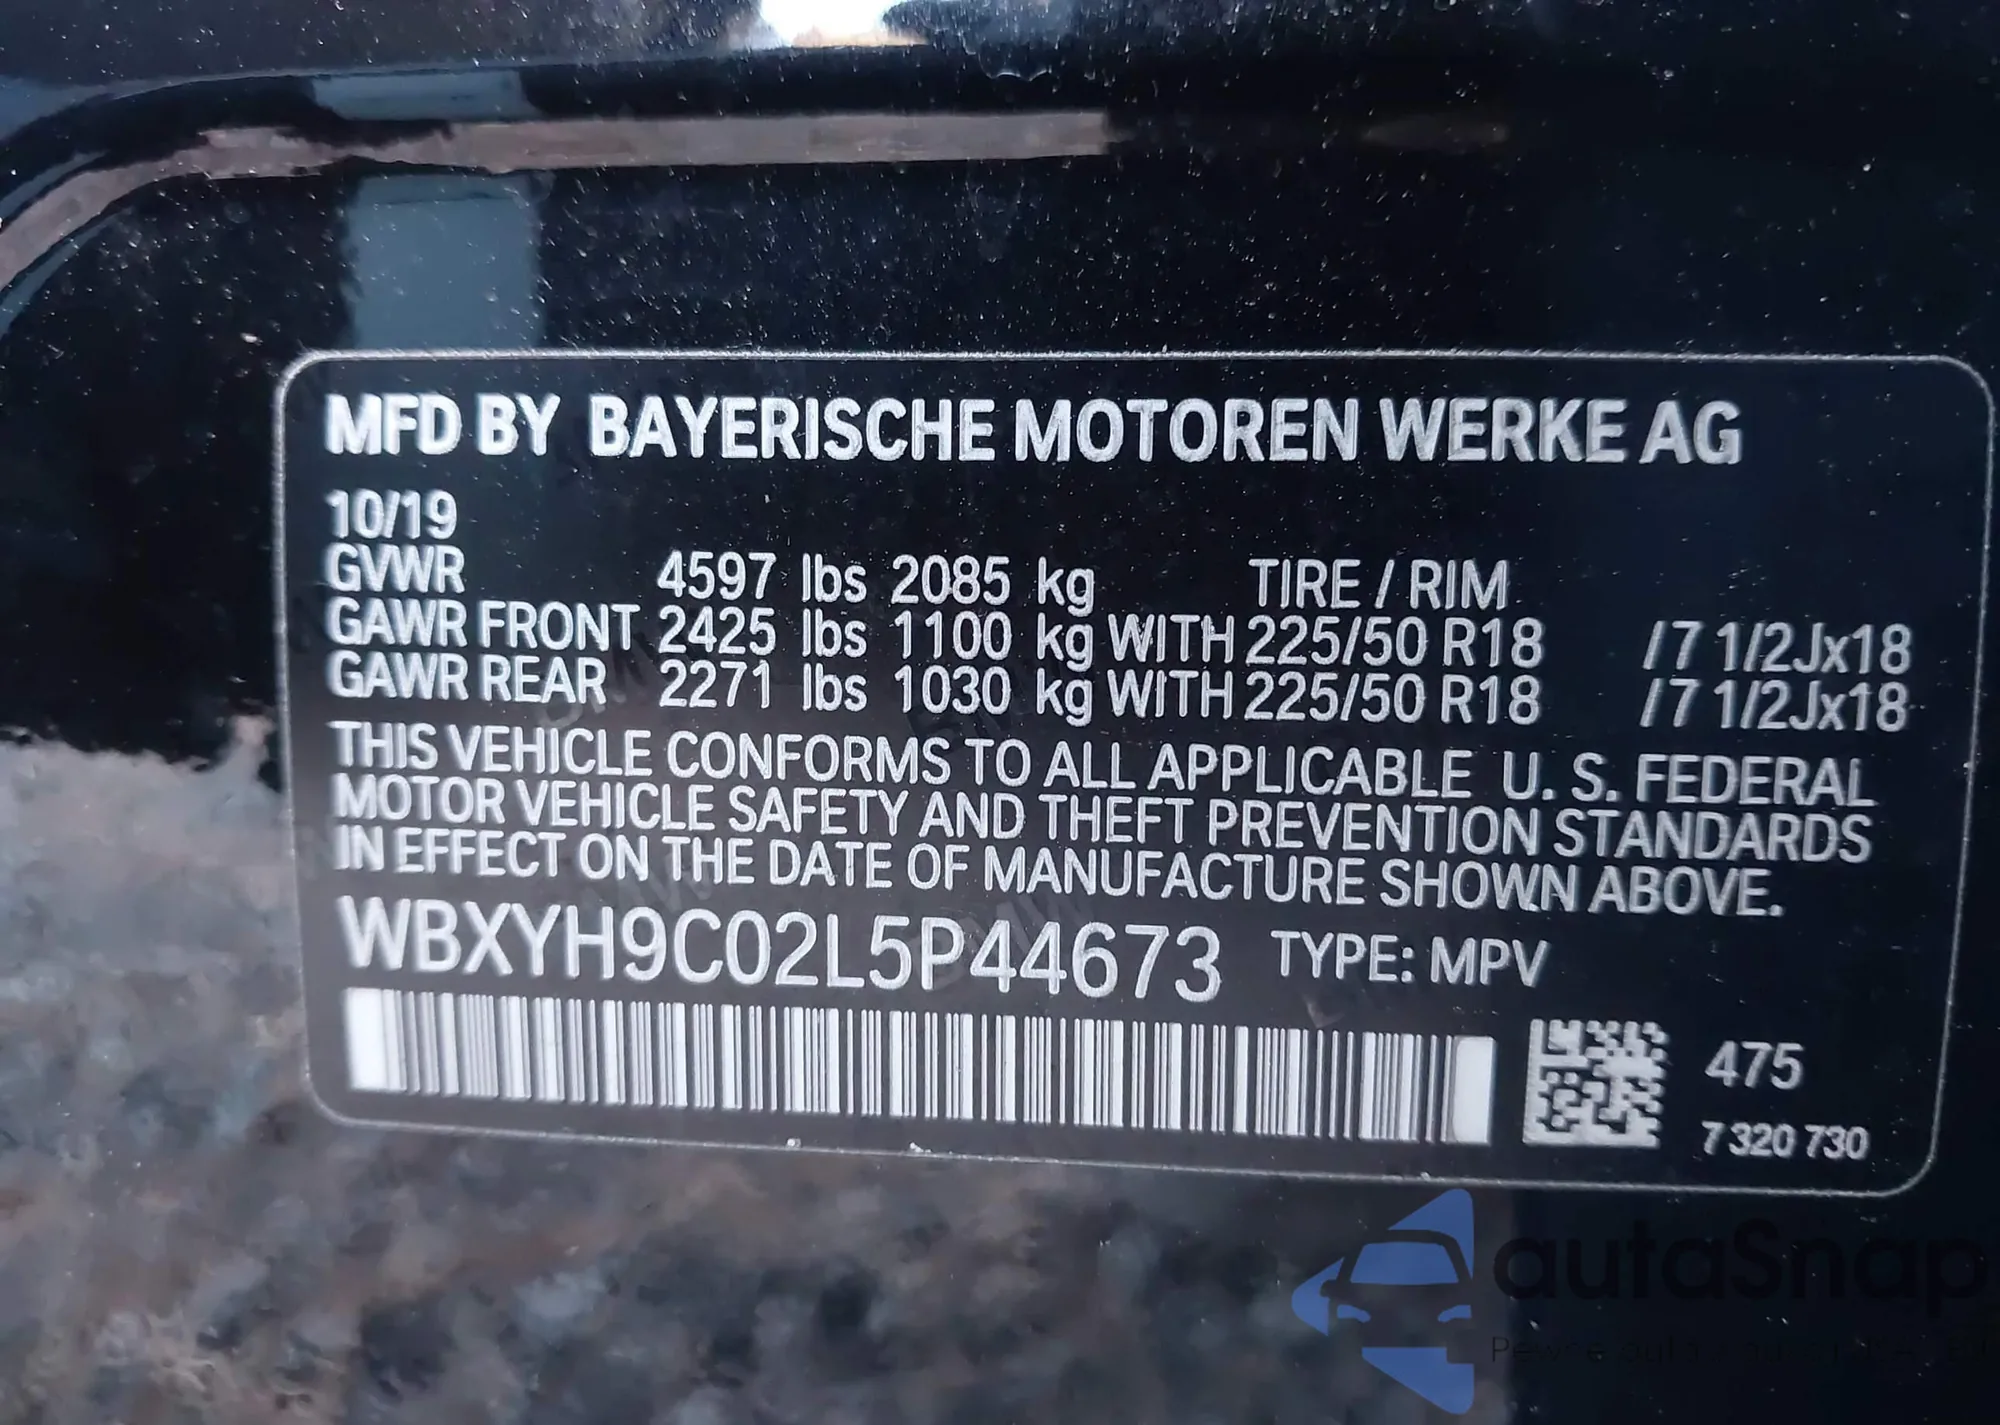 MFD BY BAYERISCHE MOTOREN WERKE AG
10/19
GVWR 4597 lbs 2085 kg TIRE / RIM
GAWR FRONT 2425 lbs 1100 kg WITH 225/50 R18 /7 1/2Jx18
GAWR REAR 2271 lbs 1030 kg WITH 225/50 R18 /7 1/2Jx18
THIS VEHICLE CONFORMS TO ALL APPLICABLE U. S. FEDERAL
MOTOR VEHICLE SAFETY AND THEFT PREVENTION STANDARDS
IN EFFECT ON THE DATE OF MANUFACTURE SHOWN ABOVE.
WBXYH9C02L5P44673 TYPE: MPV
475
7 320 730
autaSnap